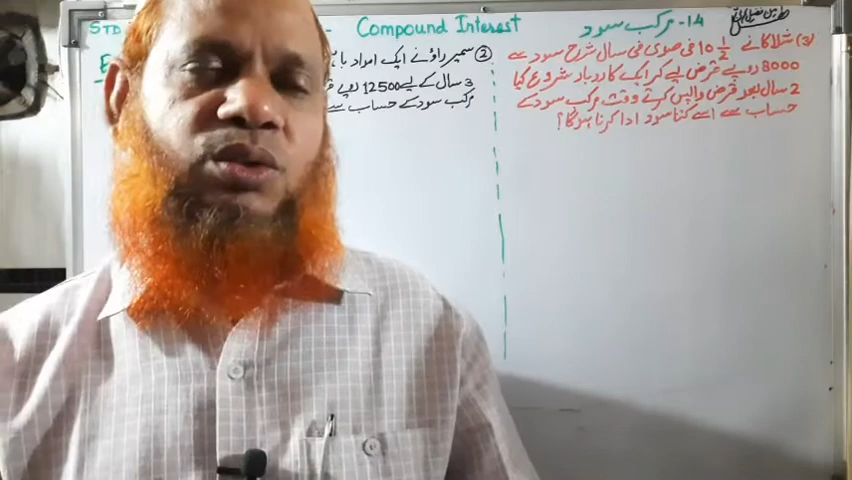 STD
Compound Interest
14- مرکب سود
② سمیر راؤ نے ایک امداد با
3 سال کے لیے 12500 روپے
مرکب سود کے حساب سے
③ شلاکا نے 10 1/2 فی صدی فی سال شرح سود سے
8000 روپے قرض لے کر ایک کاروبار شروع کیا
2 سال بعد قرض واپس کرتے وقت مرکب سود کے
حساب سے اسے کتنا سود ادا کرنا ہوگا؟